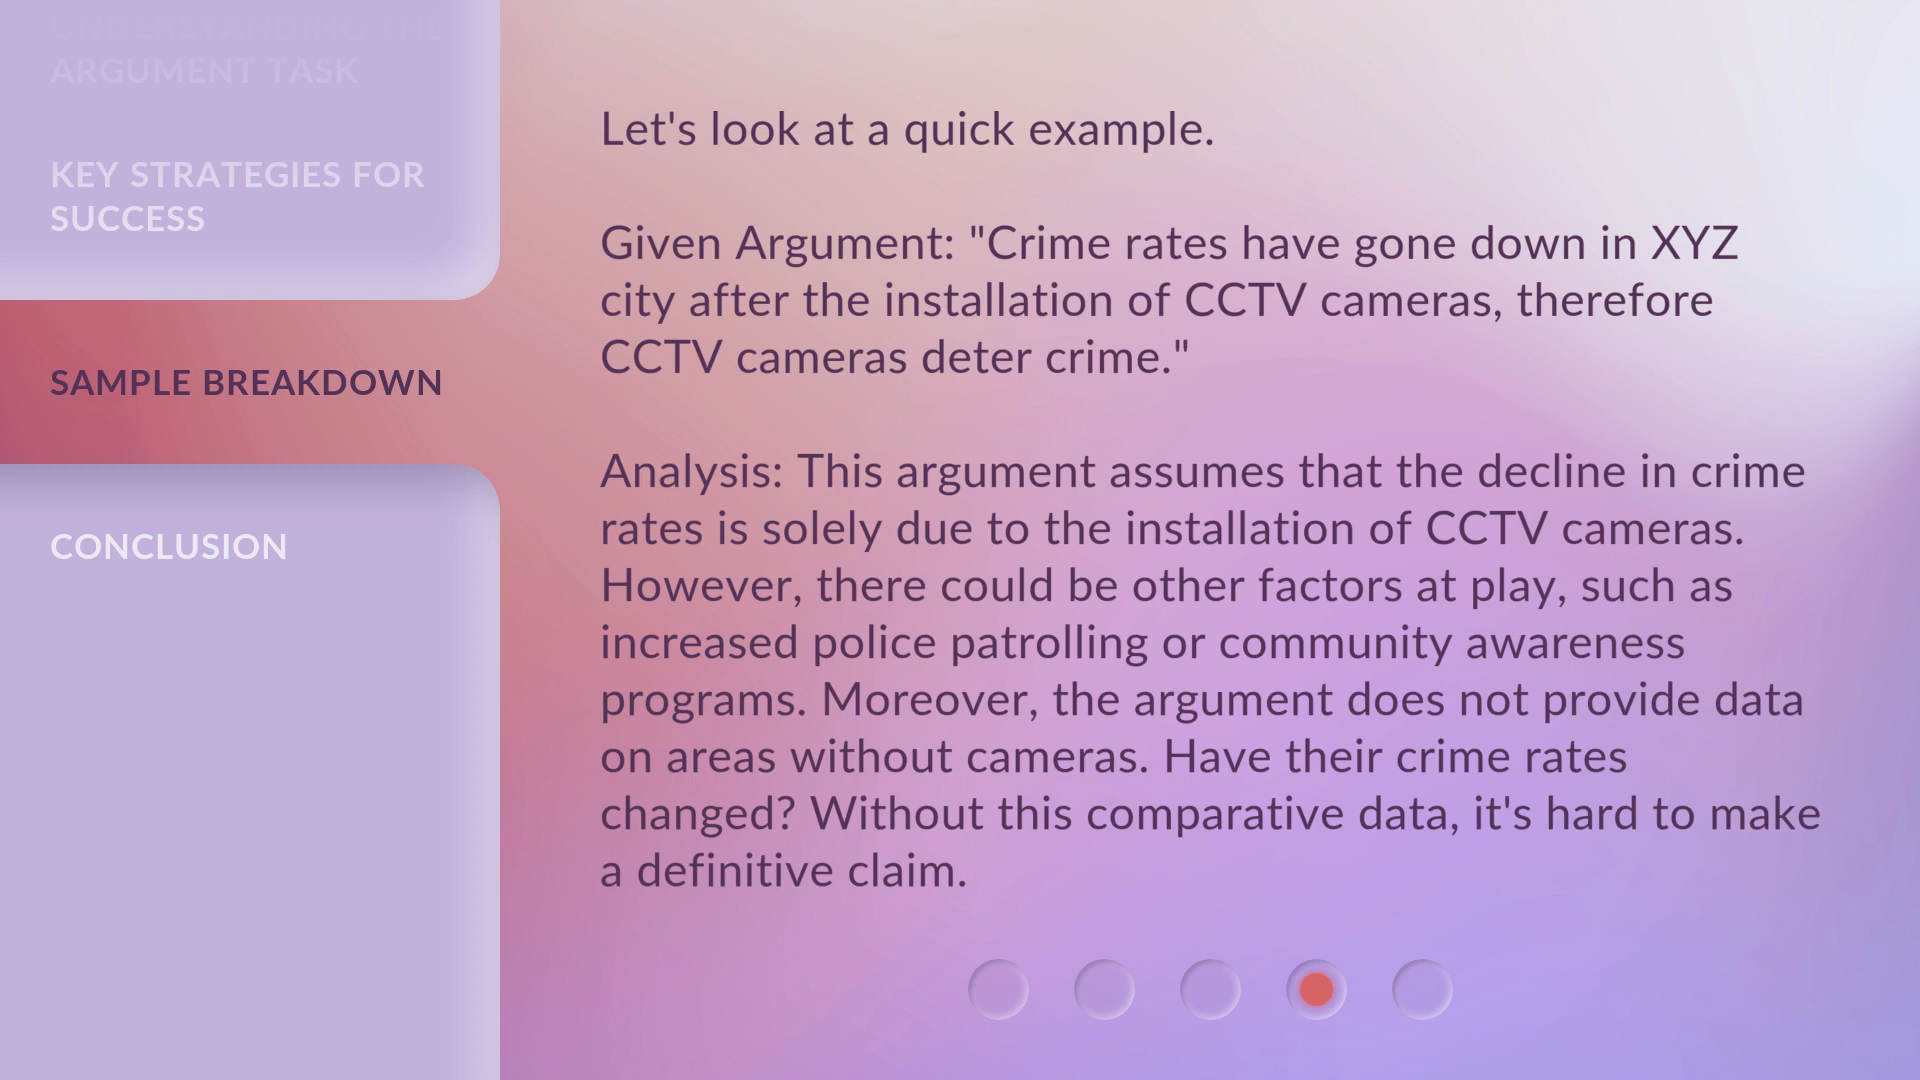 UNDERSTANDING THE
ARGUMENT TASK
KEY STRATEGIES FOR
SUCCESS
SAMPLE BREAKDOWN
CONCLUSION
Let's look at a quick example.
Given Argument: "Crime rates have gone down in XYZ
city after the installation of CCTV cameras, therefore
CCTV cameras deter crime."
Analysis: This argument assumes that the decline in crime
rates is solely due to the installation of CCTV cameras.
However, there could be other factors at play, such as
increased police patrolling or community awareness
programs. Moreover, the argument does not provide data
on areas without cameras. Have their crime rates
changed? Without this comparative data, it's hard to make
a definitive claim.